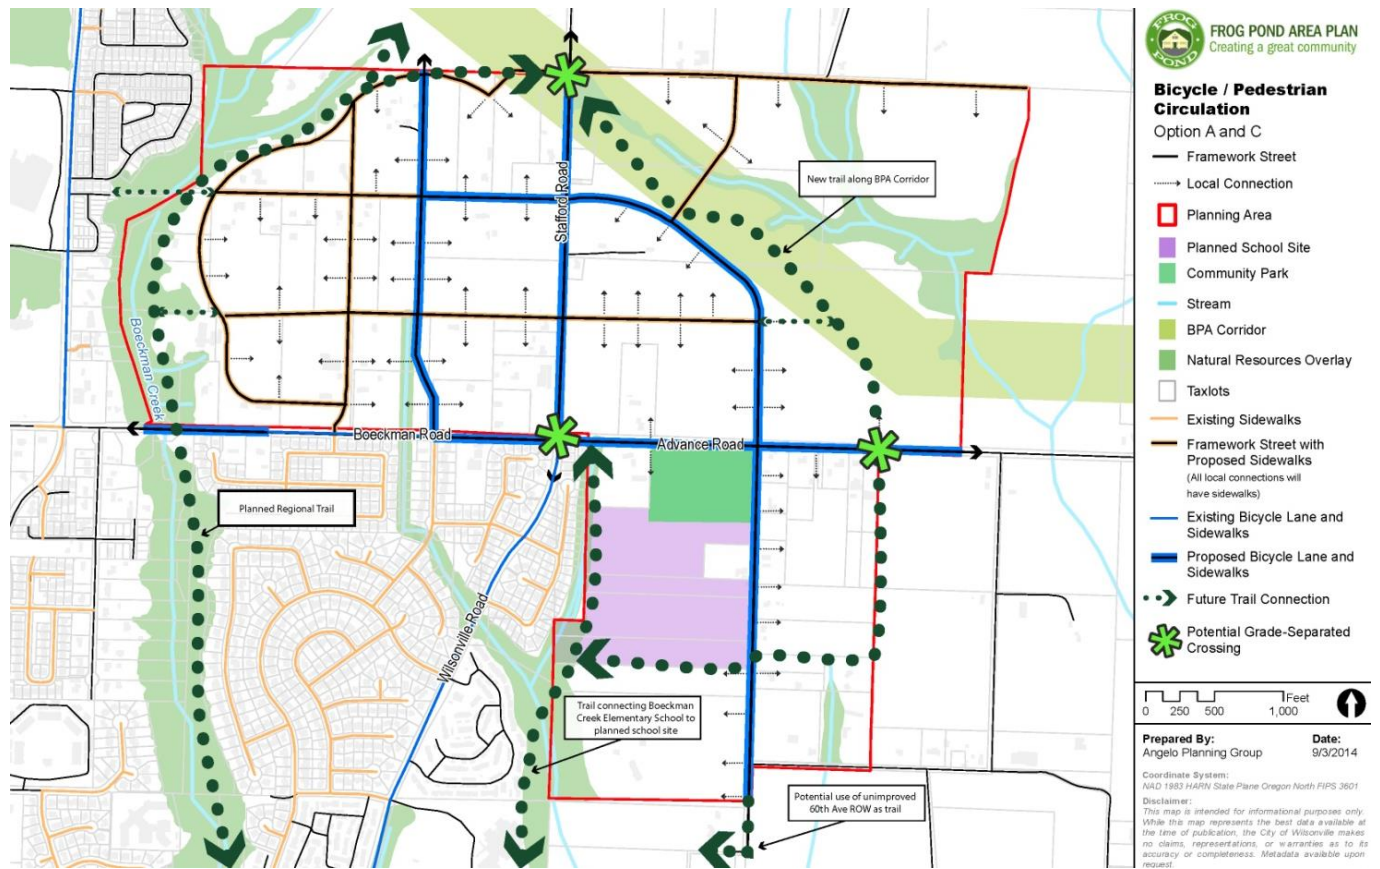 FROG
POND
FROG POND AREA PLAN
Creating a great community
Bicycle / Pedestrian
Circulation
Option A and C
Framework Street
Local Connection
Planning Area
Planned School Site
Community Park
Stream
BPA Corridor
Natural Resources Overlay
Taxlots
Existing Sidewalks
Framework Street with
Proposed Sidewalks
(All local connections will
have sidewalks)
Existing Bicycle Lane and
Sidewalks
Proposed Bicycle Lane and
Sidewalks
Future Trail Connection
Potential Grade-Separated
Crossing
Feet
0 250 500 1,000
Prepared By: Date:
Angelo Planning Group 9/3/2014
Coordinate System:
NAD 1983 HARN State Plane Oregon North FIPS 3601
Disclaimer:
This map is intended for informational purposes only.
While this map represents the best data available at
the time of publication, the City of Wilsonville makes
no claims, representations, or warranties as to its
accuracy or completeness. Metadata available upon
request.
New trail along BPA Corridor
Stafford Road
Boeckman Creek
Boeckman Road
Advance Road
Planned Regional Trail
Wilsonville Road
Trail connecting Boeckman
Creek Elementary School to
planned school site
Potential use of unimproved
60th Ave ROW as trail